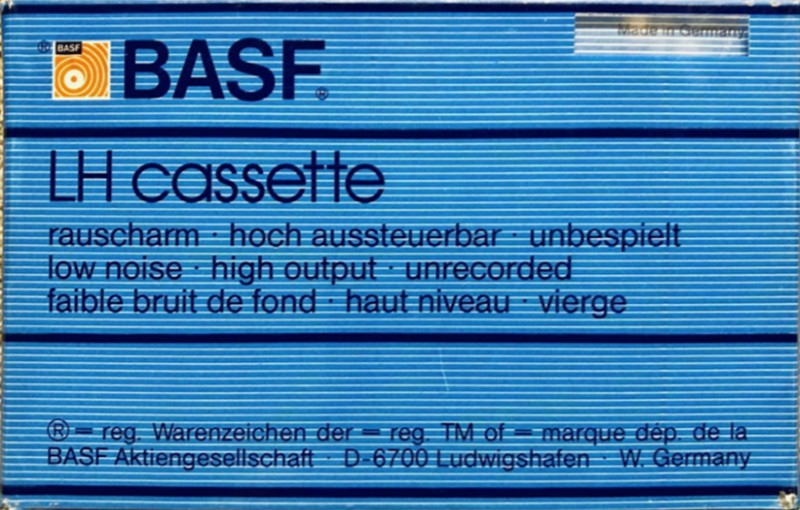 Made in Germany
® BASF BASF®
LH cassette
rauscharm · hoch aussteuerbar · unbespielt
low noise · high output · unrecorded
faible bruit de fond · haut niveau · vierge
® = reg. Warenzeichen der = reg. TM of = marque dép. de la
BASF Aktiengesellschaft · D-6700 Ludwigshafen · W. Germany